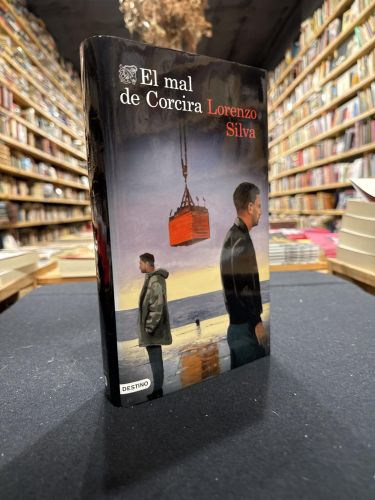 El mal
de Corcira Lorenzo
Silva
DESTINO